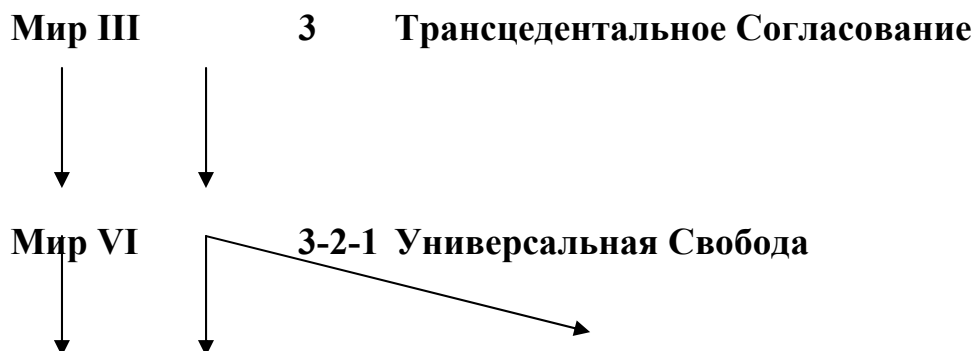 Мир III 3 Трансцедентальное Согласование
Мир VI 3-2-1 Универсальная Свобода